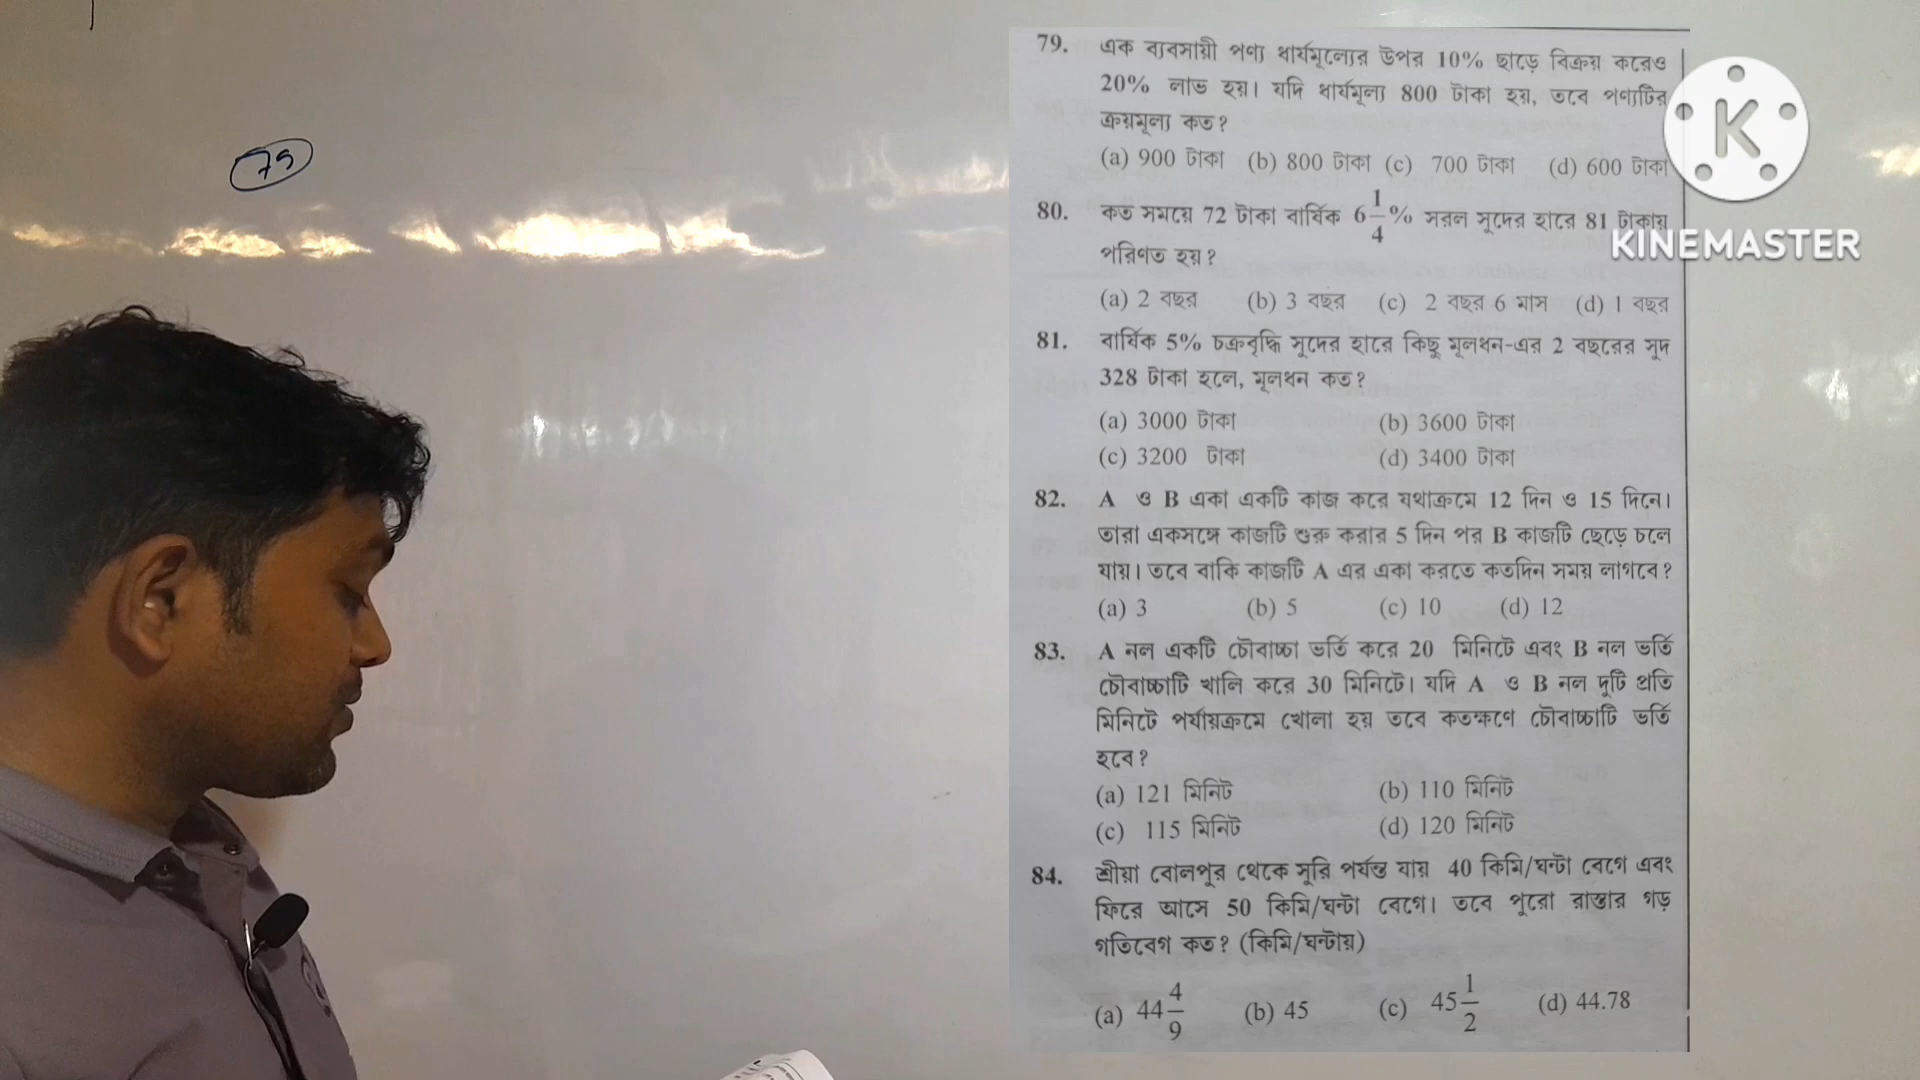 79
79. এক ব্যবসায়ী পণ্য ধার্যমূল্যের উপর 10% ছাড়ে বিক্রয় করেও
20% লাভ হয়। যদি ধার্যমূল্য 800 টাকা হয়, তবে পণ্যটির
ক্রয়মূল্য কত?
(a) 900 টাকা (b) 800 টাকা (c) 700 টাকা (d) 600 টাকা
80. কত সময়ে 72 টাকা বার্ষিক 6 1/4 % সরল সুদের হারে 81 টাকায়
পরিণত হয়?
(a) 2 বছর (b) 3 বছর (c) 2 বছর 6 মাস (d) 1 বছর
81. বার্ষিক 5% চক্রবৃদ্ধি সুদের হারে কিছু মূলধন-এর 2 বছরের সুদ
328 টাকা হলে, মূলধন কত?
(a) 3000 টাকা (b) 3600 টাকা
(c) 3200 টাকা (d) 3400 টাকা
82. A ও B একা একটি কাজ করে যথাক্রমে 12 দিন ও 15 দিনে।
তারা একসঙ্গে কাজটি শুরু করার 5 দিন পর B কাজটি ছেড়ে চলে
যায়। তবে বাকি কাজটি A এর একা করতে কতদিন সময় লাগবে?
(a) 3 (b) 5 (c) 10 (d) 12
83. A নল একটি চৌবাচ্চা ভর্তি করে 20 মিনিটে এবং B নল ভর্তি
চৌবাচ্চাটি খালি করে 30 মিনিটে। যদি A ও B নল দুটি প্রতি
মিনিটে পর্যায়ক্রমে খোলা হয় তবে কতক্ষণে চৌবাচ্চাটি ভর্তি
হবে?
(a) 121 মিনিট (b) 110 মিনিট
(c) 115 মিনিট (d) 120 মিনিট
84. শ্রীয়া বোলপুর থেকে সুরি পর্যন্ত যায় 40 কিমি/ঘন্টা বেগে এবং
ফিরে আসে 50 কিমি/ঘন্টা বেগে। তবে পুরো রাস্তার গড়
গতিবেগ কত? (কিমি/ঘন্টায়)
(a) 44 4/9 (b) 45 (c) 45 1/2 (d) 44.78
K
KINEMASTER